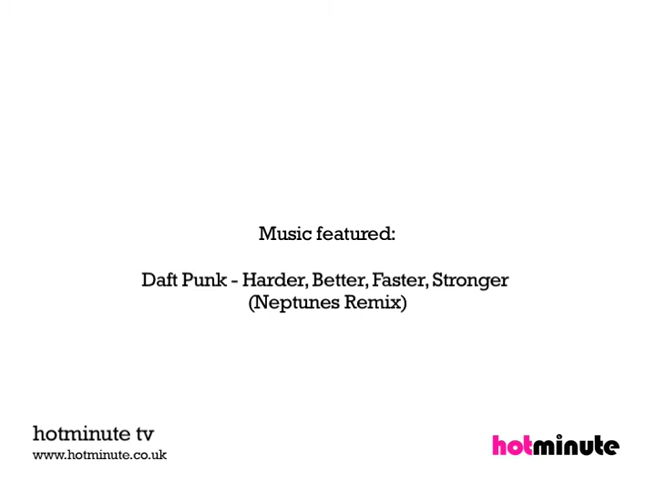 Music featured:
Daft Punk - Harder, Better, Faster, Stronger
(Neptunes Remix)
hotminute tv
www.hotminute.co.uk
hotminute